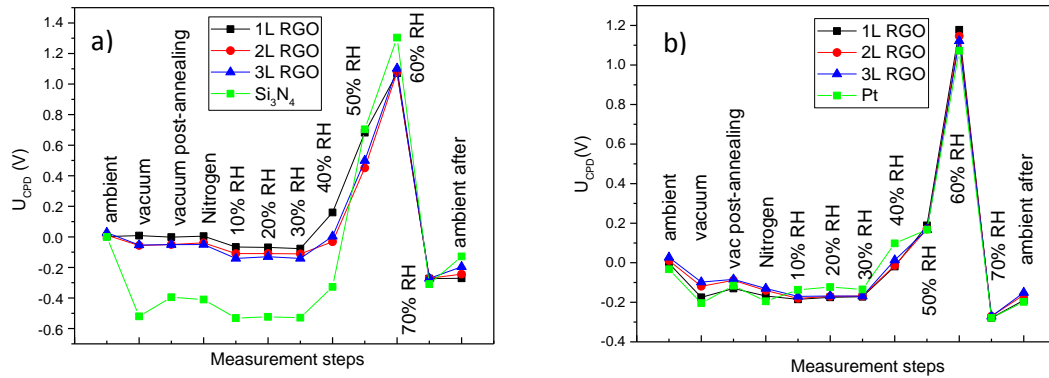 a)
1L RGO
2L RGO
3L RGO
Si₃N₄
U_CPD (V)
1.4
1.2
1.0
0.8
0.6
0.4
0.2
0.0
-0.2
-0.4
-0.6
ambient
vacuum
vacuum post-annealing
Nitrogen
10% RH
20% RH
30% RH
40% RH
50% RH
60% RH
70% RH
ambient after
Measurement steps
b)
1L RGO
2L RGO
3L RGO
Pt
U_CPD(V)
1.2
1.0
0.8
0.6
0.4
0.2
0.0
-0.2
-0.4
ambient
vacuum
vac post-annealing
Nitrogen
10% RH
20% RH
30% RH
40% RH
50% RH
60% RH
70% RH
ambient after
Measurement steps